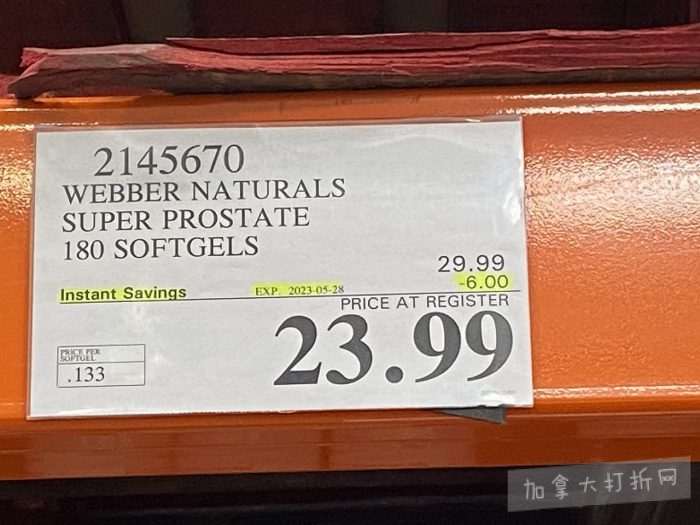 2145670
WEBBER NATURALS
SUPER PROSTATE
180 SOFTGELS
29.99
Instant Savings EXP. 2023-05-28 -6.00
PRICE AT REGISTER
23.99
PRICE PER
SOFTGEL
.133
加拿大打折网